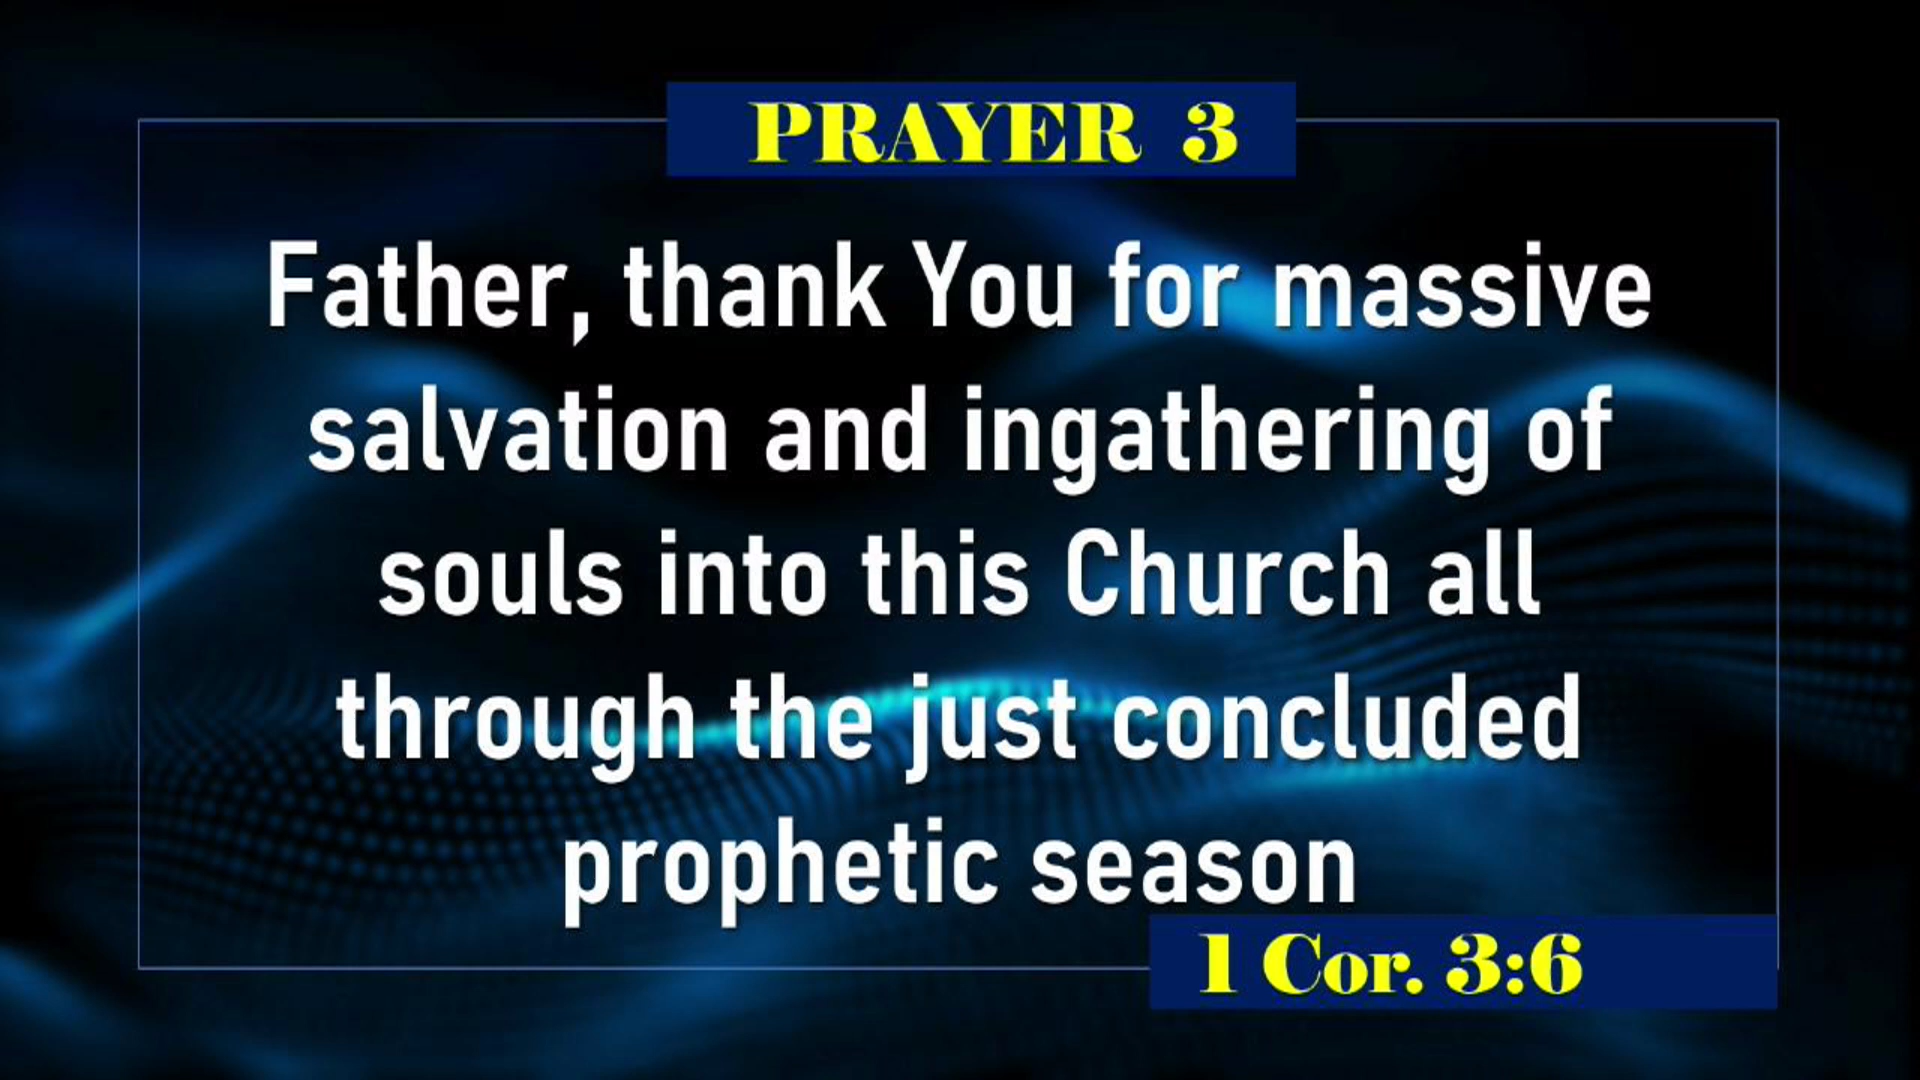 PRAYER 3
Father, thank You for massive
salvation and ingathering of
souls into this Church all
through the just concluded
prophetic season
1 Cor. 3:6